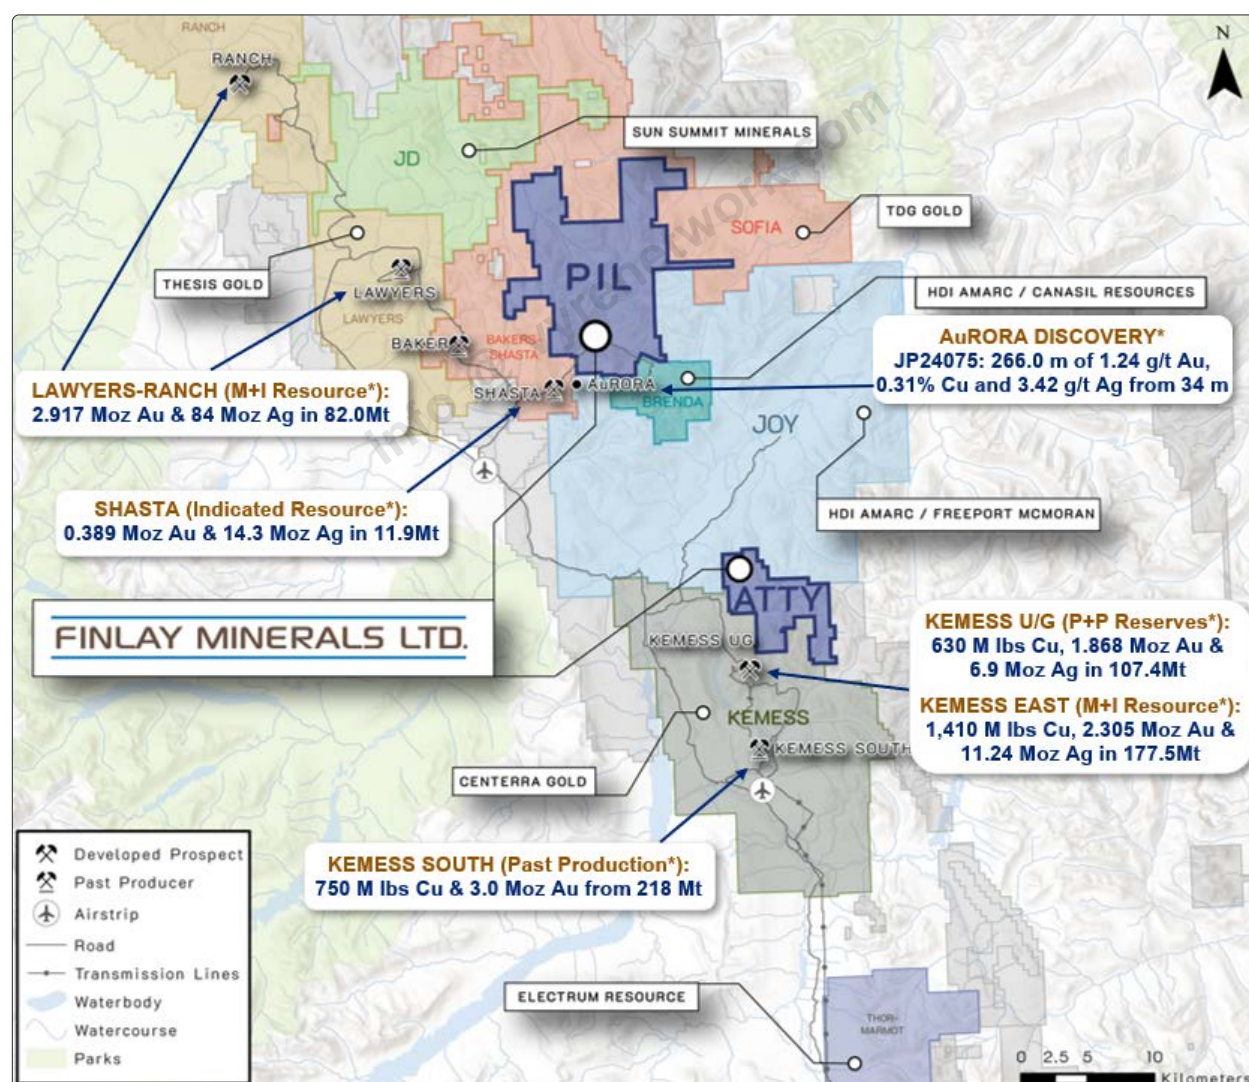 RANCH
RANCH
N
SUN SUMMIT MINERALS
JD
TDG GOLD
SOFIA
PIL
THESIS GOLD
LAWYERS
LAWYERS
HDI AMARC / CANASIL RESOURCES
BAKER
BAKERS-
SHASTA
AuRORA DISCOVERY*
JP24075: 266.0 m of 1.24 g/t Au,
0.31% Cu and 3.42 g/t Ag from 34 m
LAWYERS-RANCH (M+I Resource*):
2.917 Moz Au & 84 Moz Ag in 82.0Mt
SHASTA
AuRORA
BRENDA
JOY
SHASTA (Indicated Resource*):
0.389 Moz Au & 14.3 Moz Ag in 11.9Mt
HDI AMARC / FREEPORT MCMORAN
FINLAY MINERALS LTD.
ATTY
KEMESS UG
KEMESS U/G (P+P Reserves*):
630 M lbs Cu, 1.868 Moz Au &
6.9 Moz Ag in 107.4Mt
KEMESS EAST (M+I Resource*):
1,410 M lbs Cu, 2.305 Moz Au &
11.24 Moz Ag in 177.5Mt
KEMESS
KEMESS SOUTH
CENTERRA GOLD
KEMESS SOUTH (Past Production*):
750 M lbs Cu & 3.0 Moz Au from 218 Mt
Developed Prospect
Past Producer
Airstrip
Road
Transmission Lines
Waterbody
Watercourse
Parks
ELECTRUM RESOURCE
THOR-
MARMOT
0 2.5 5 10
Kilometers